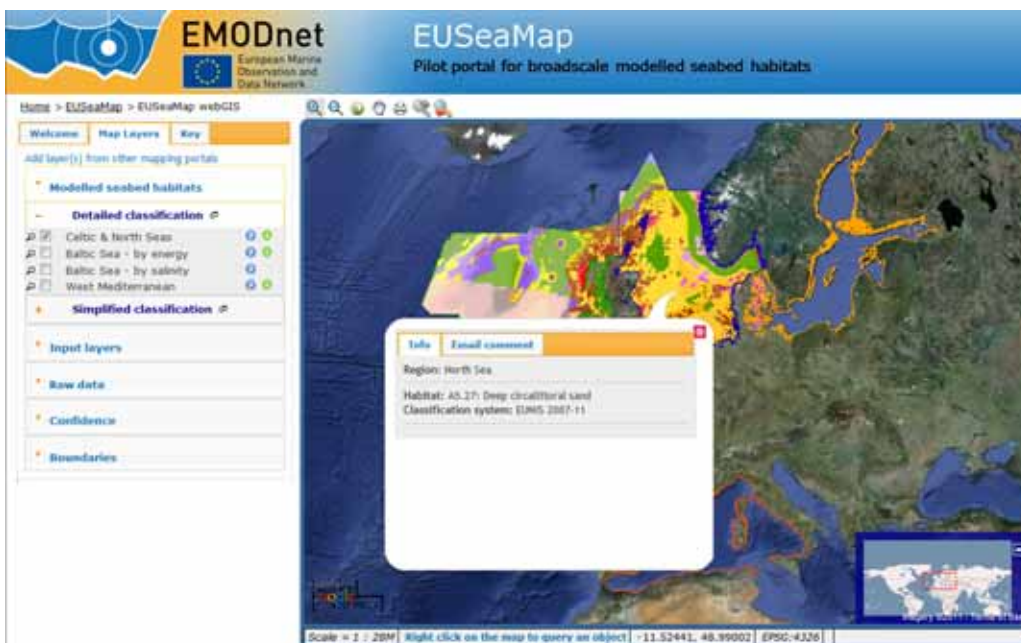 EMODnet
European Marine
Observation and
Data Network
EUSeaMap
Pilot portal for broadscale modelled seabed habitats
Home > EUSeaMap > EUSeaMap webGIS
Welcome Map Layers Key
Add layer(s) from other mapping portals
Modelled seabed habitats
Detailed classification
Celtic & North Seas
Baltic Sea - by energy
Baltic Sea - by salinity
West Mediterranean
Simplified classification
Input layers
Raw data
Confidence
Boundaries
Info Email comment
Region: North Sea
Habitat: A5.27: Deep circalittoral sand
Classification system: EUNIS 2007-11
Google
Scale = 1 : 28M Right click on the map to query an object -11.52441, 48.99002 EPSG:4326